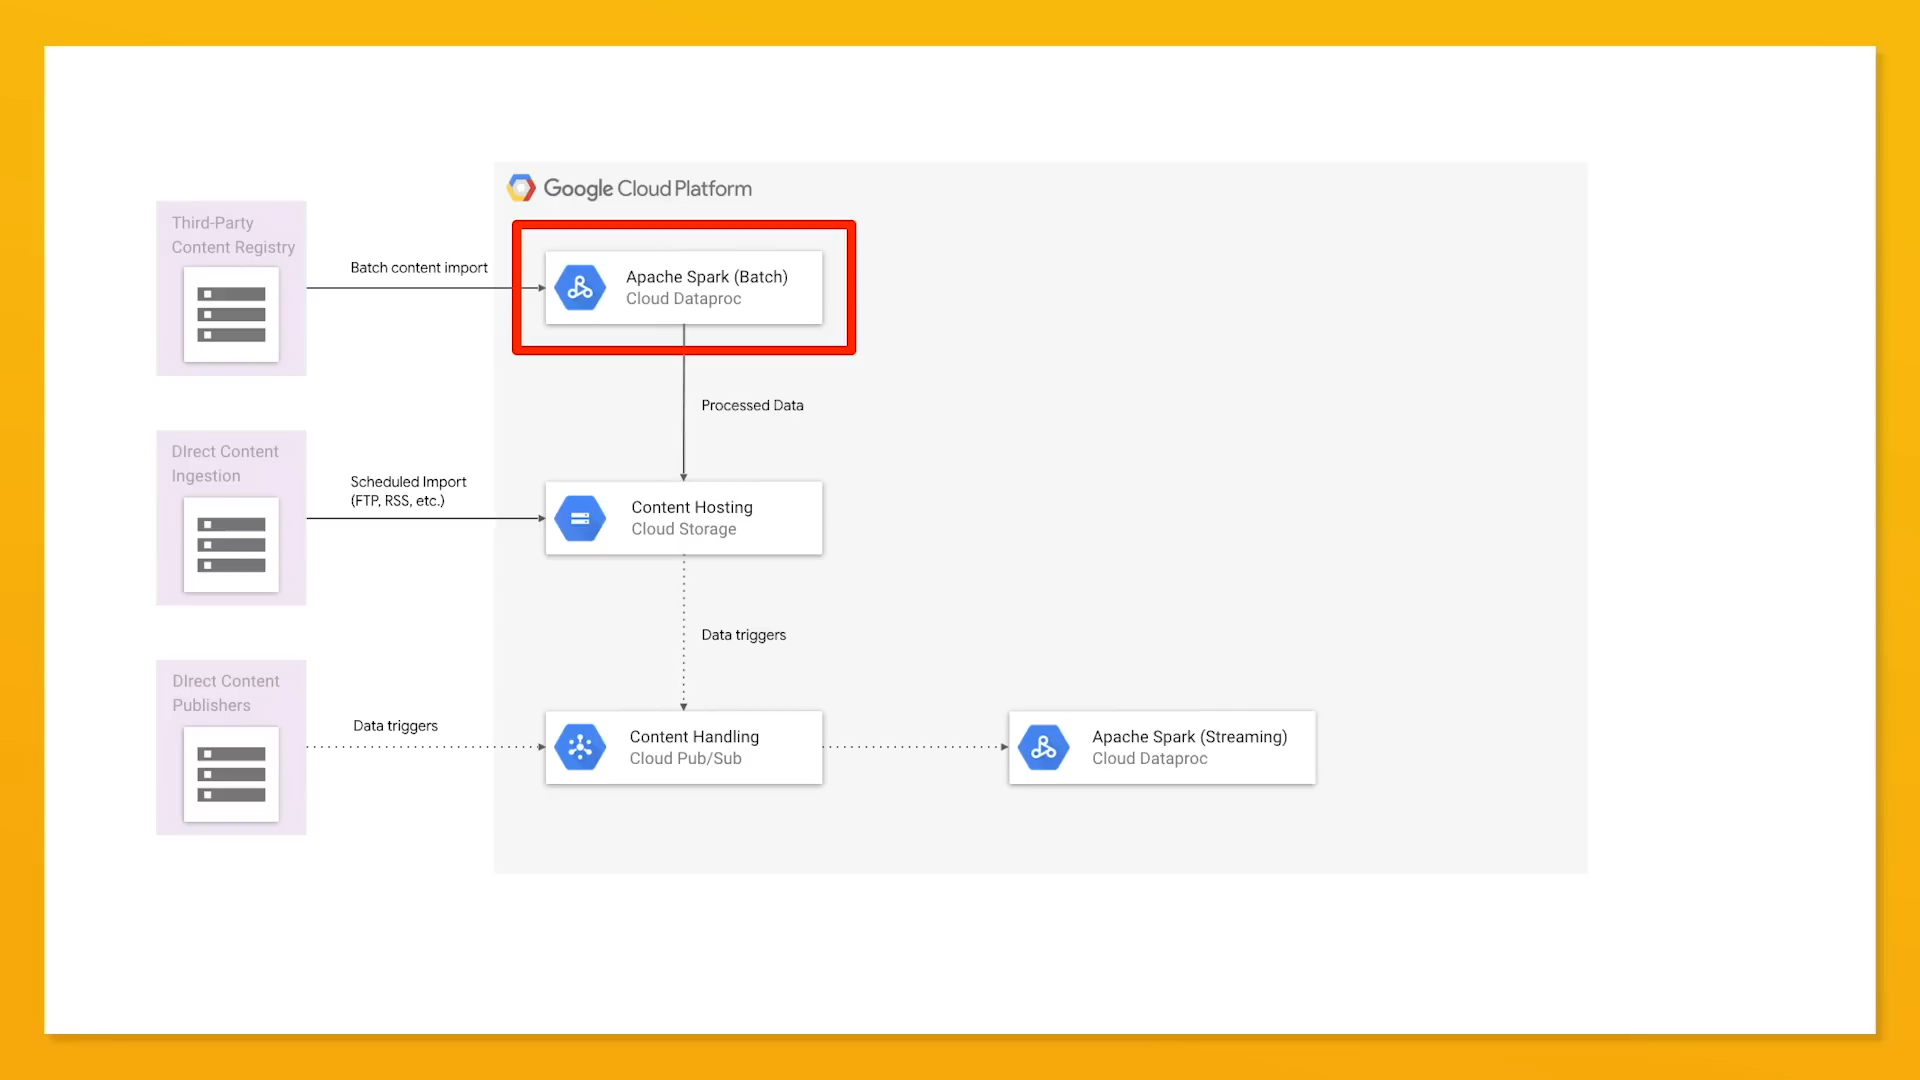 Google Cloud Platform
Third-Party
Content Registry
Batch content import
Apache Spark (Batch)
Cloud Dataproc
Processed Data
DIrect Content
Ingestion
Scheduled Import
(FTP, RSS, etc.)
Content Hosting
Cloud Storage
Data triggers
DIrect Content
Publishers
Data triggers
Content Handling
Cloud Pub/Sub
Apache Spark (Streaming)
Cloud Dataproc